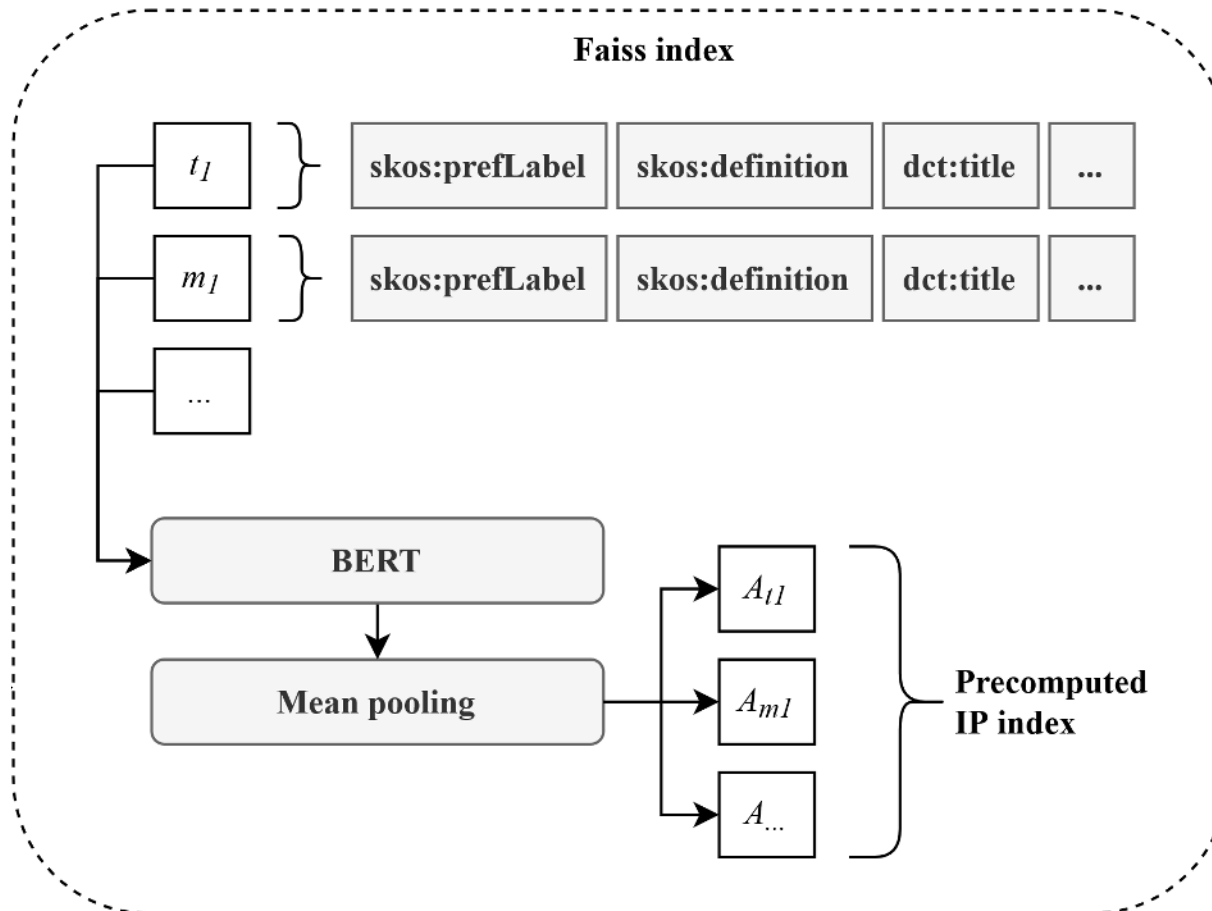 Faiss index
t1 skos:prefLabel skos:definition dct:title ...
m1 skos:prefLabel skos:definition dct:title ...
...
BERT
At1
Mean pooling
Am1
Precomputed
IP index
A...